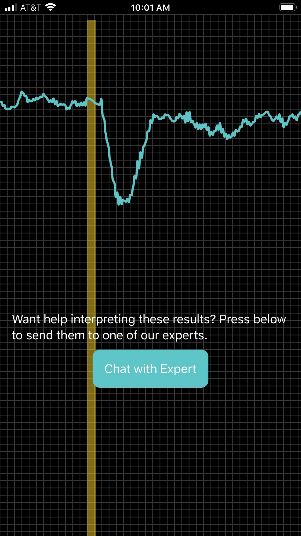 AT&T 10:01 AM
Want help interpreting these results? Press below
to send them to one of our experts.
Chat with Expert